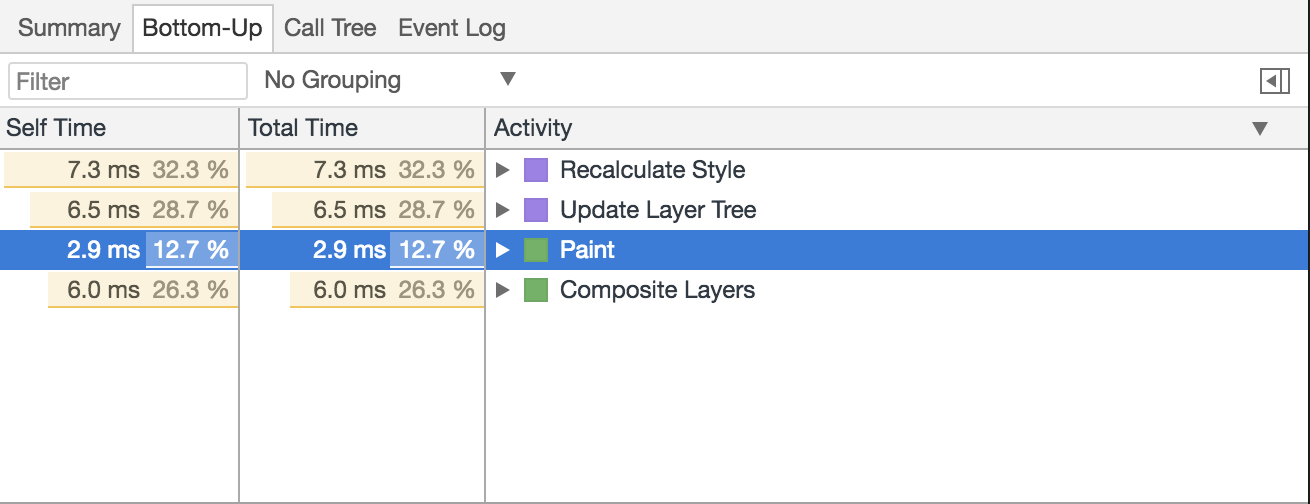 Summary Bottom-Up Call Tree Event Log
Filter No Grouping
Self Time Total Time Activity
7.3 ms 32.3 % 7.3 ms 32.3 % Recalculate Style
6.5 ms 28.7 % 6.5 ms 28.7 % Update Layer Tree
2.9 ms 12.7 % 2.9 ms 12.7 % Paint
6.0 ms 26.3 % 6.0 ms 26.3 % Composite Layers